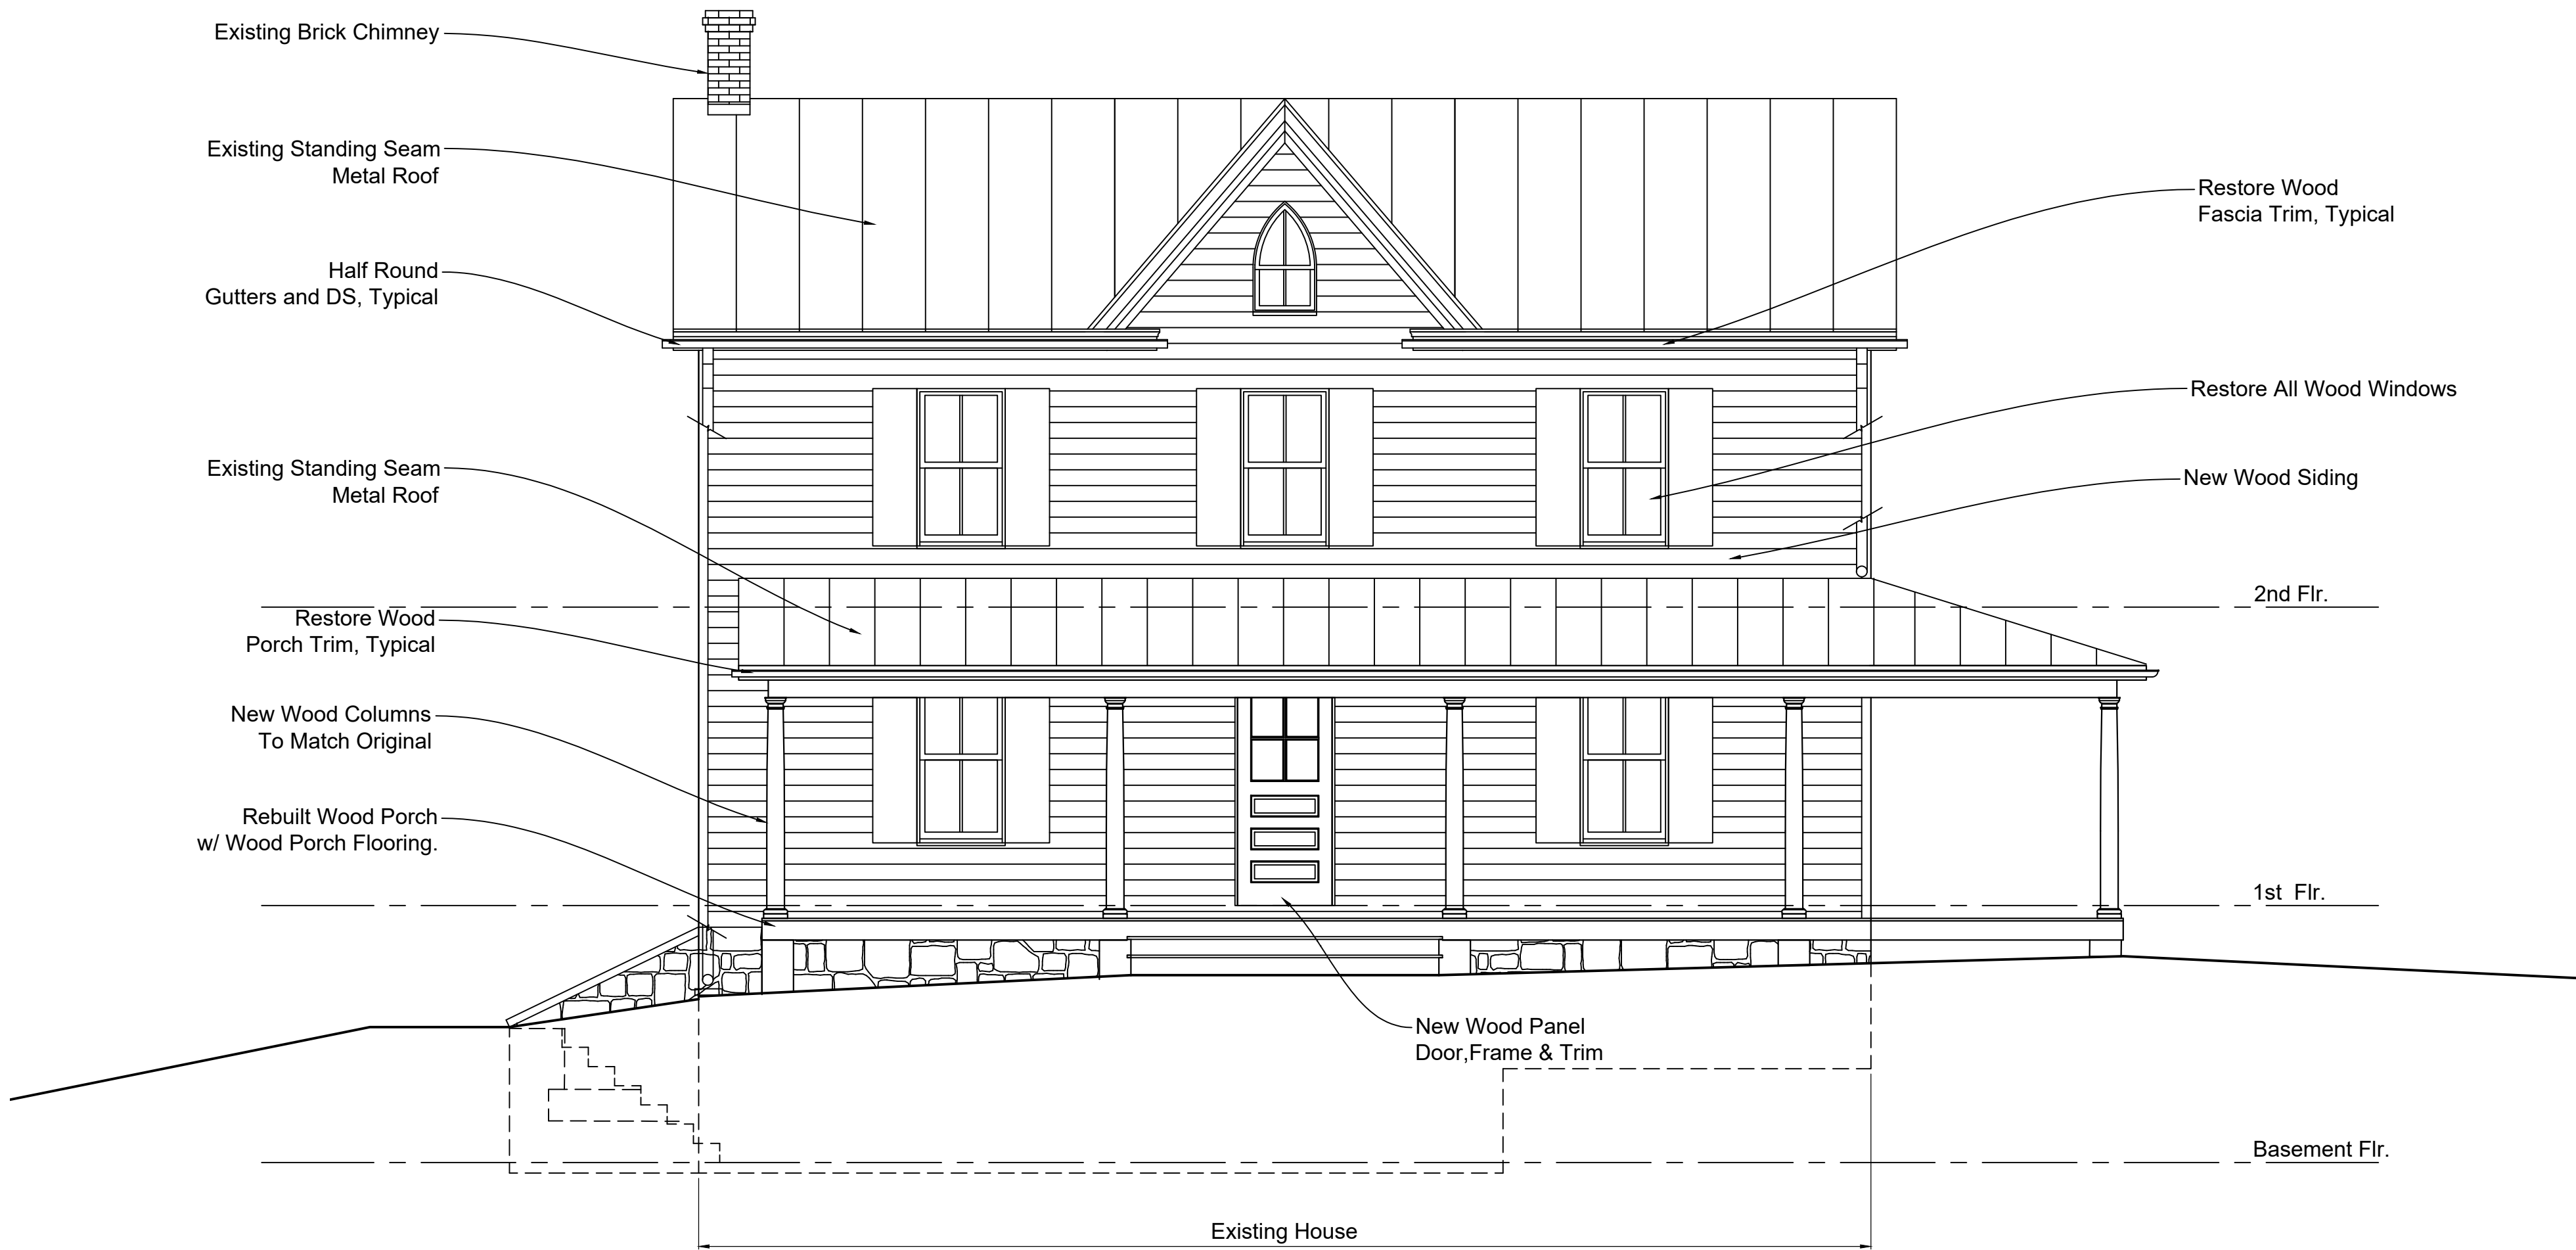 Existing Brick Chimney
Existing Standing Seam
Metal Roof
Half Round
Gutters and DS, Typical
Existing Standing Seam
Metal Roof
Restore Wood
Porch Trim, Typical
New Wood Columns
To Match Original
Rebuilt Wood Porch
w/ Wood Porch Flooring.
Restore Wood
Fascia Trim, Typical
Restore All Wood Windows
New Wood Siding
2nd Flr.
1st  Flr.
New Wood Panel
Door,Frame & Trim
Basement Flr.
Existing House